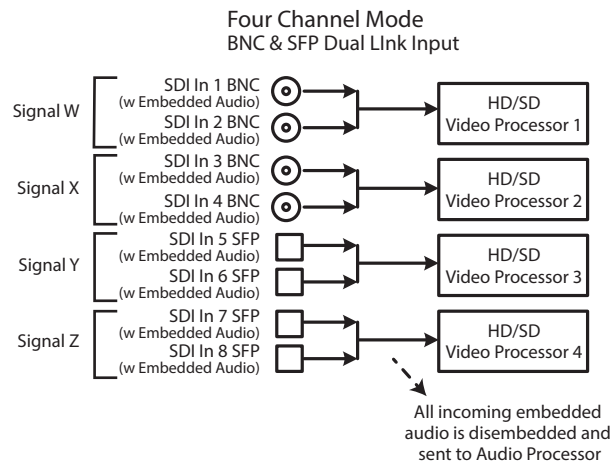 Four Channel Mode
BNC & SFP Dual LInk Input
Signal W
SDI In 1 BNC
(w Embedded Audio)
SDI In 2 BNC
(w Embedded Audio)
HD/SD
Video Processor 1
Signal X
SDI In 3 BNC
(w Embedded Audio)
SDI In 4 BNC
(w Embedded Audio)
HD/SD
Video Processor 2
Signal Y
SDI In 5 SFP
(w Embedded Audio)
SDI In 6 SFP
(w Embedded Audio)
HD/SD
Video Processor 3
Signal Z
SDI In 7 SFP
(w Embedded Audio)
SDI In 8 SFP
(w Embedded Audio)
HD/SD
Video Processor 4
All incoming embedded
audio is disembedded and
sent to Audio Processor